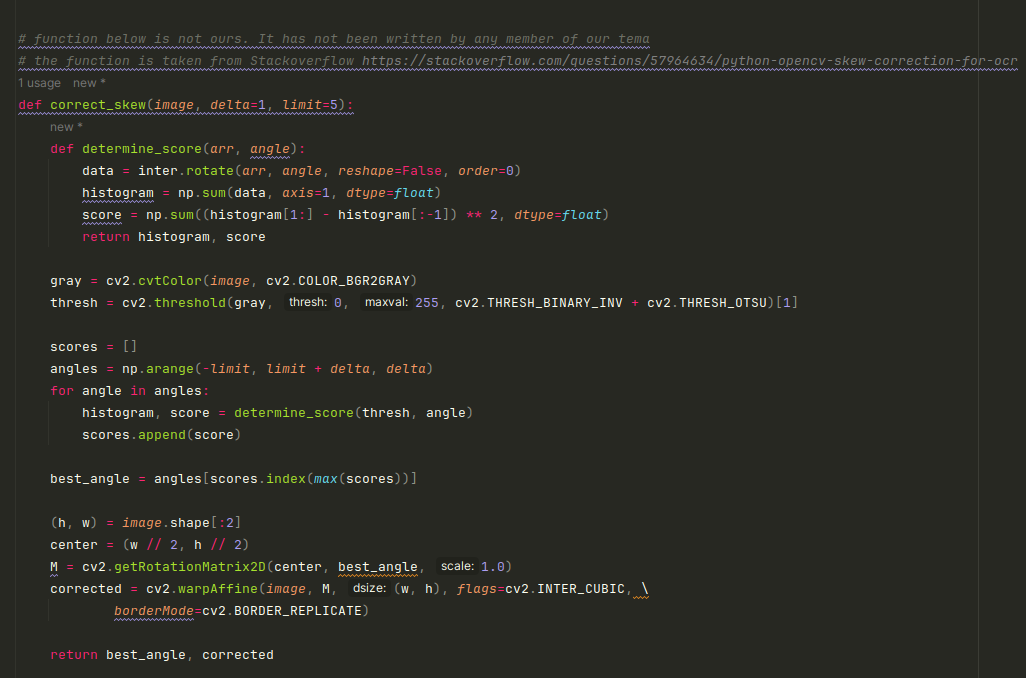 # function below is not ours. It has not been written by any member of our tema
# the function is taken from Stackoverflow https://stackoverflow.com/questions/57964634/python-opencv-skew-correction-for-ocr
1 usage   new *
def correct_skew(image, delta=1, limit=5):
    new *
    def determine_score(arr, angle):
        data = inter.rotate(arr, angle, reshape=False, order=0)
        histogram = np.sum(data, axis=1, dtype=float)
        score = np.sum((histogram[1:] - histogram[:-1]) ** 2, dtype=float)
        return histogram, score
    gray = cv2.cvtColor(image, cv2.COLOR_BGR2GRAY)
    thresh = cv2.threshold(gray, thresh: 0, maxval: 255, cv2.THRESH_BINARY_INV + cv2.THRESH_OTSU)[1]
    scores = []
    angles = np.arange(-limit, limit + delta, delta)
    for angle in angles:
        histogram, score = determine_score(thresh, angle)
        scores.append(score)
    best_angle = angles[scores.index(max(scores))]
    (h, w) = image.shape[:2]
    center = (w // 2, h // 2)
    M = cv2.getRotationMatrix2D(center, best_angle, scale: 1.0)
    corrected = cv2.warpAffine(image, M, dsize: (w, h), flags=cv2.INTER_CUBIC, \
            borderMode=cv2.BORDER_REPLICATE)
    return best_angle, corrected